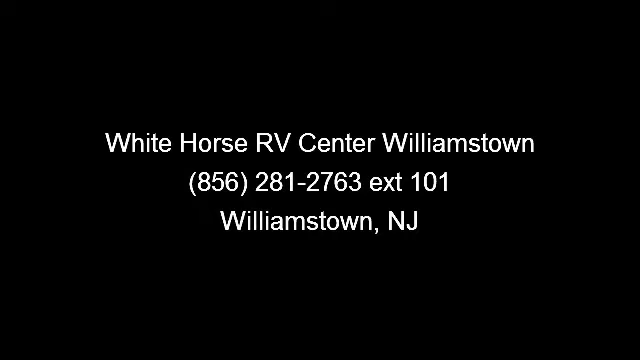 White Horse RV Center Williamstown
(856) 281-2763 ext 101
Williamstown, NJ